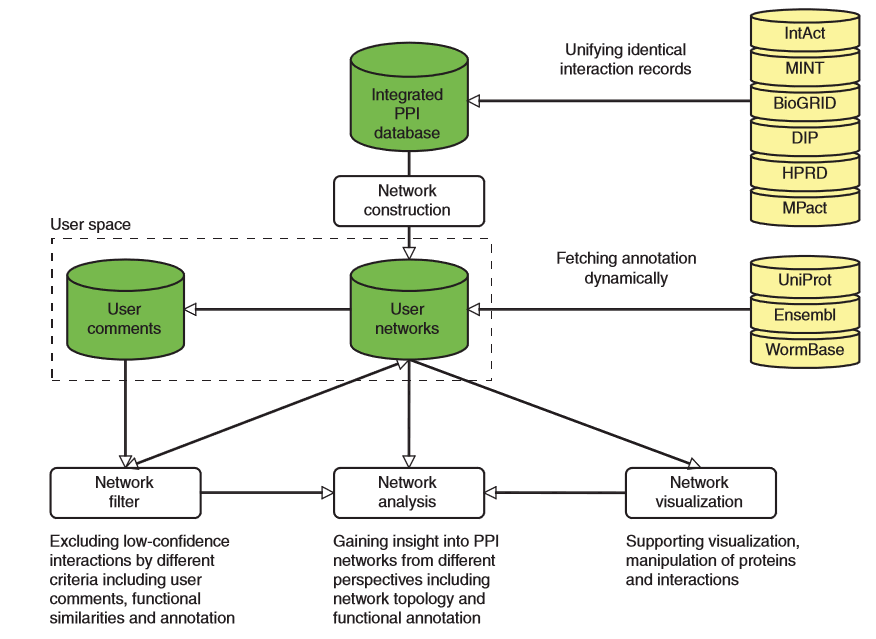 IntAct
Unifying identical
interaction records
MINT
Integrated
PPI
database
BioGRID
DIP
HPRD
Network
construction
MPact
User space
Fetching annotation
dynamically
UniProt
User
comments
User
networks
Ensembl
WormBase
Network
filter
Network
analysis
Network
visualization
Excluding low-confidence
interactions by different
criteria including user
comments, functional
similarities and annotation
Gaining insight into PPI
networks from different
perspectives including
network topology and
functional annotation
Supporting visualization,
manipulation of proteins
and interactions